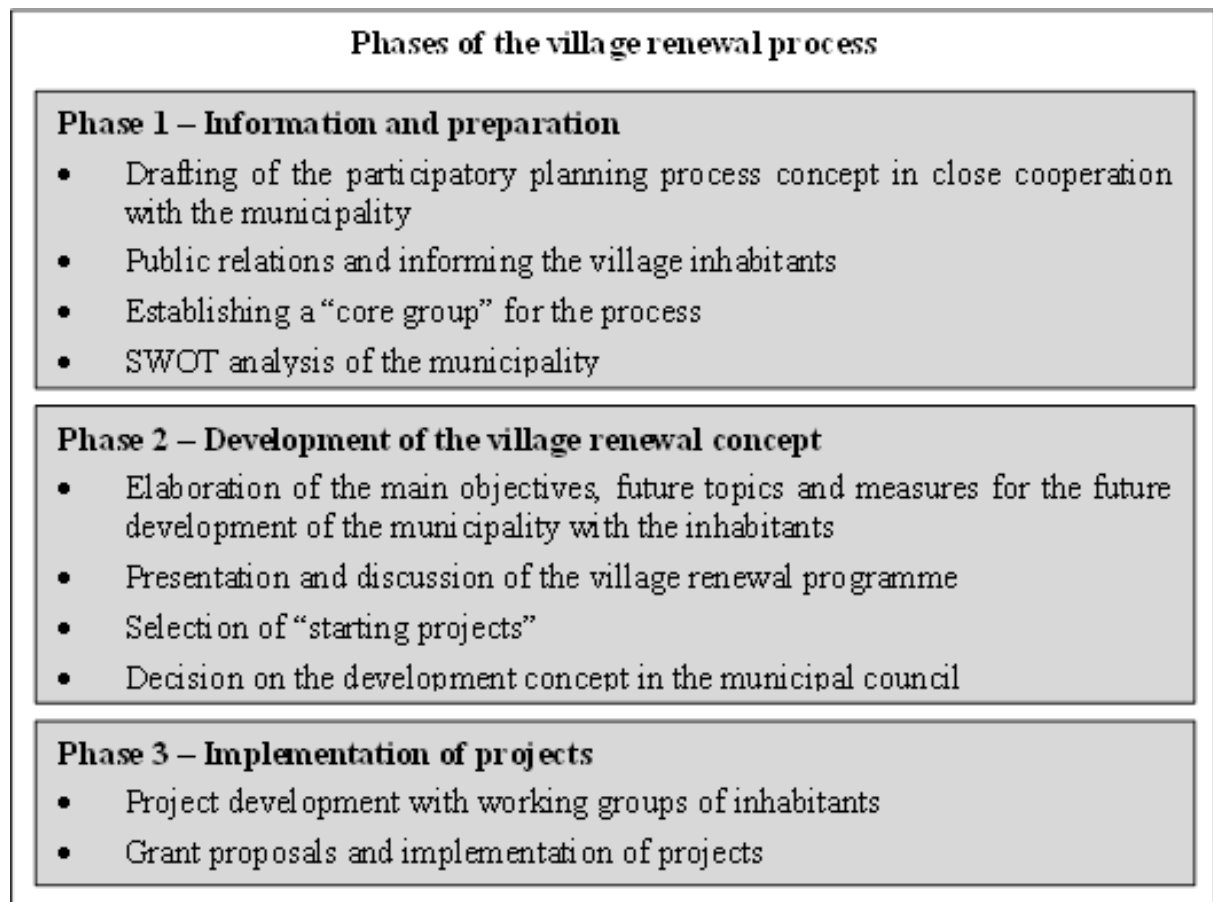 Phases of the village renewal process
Phase 1 – Information and preparation
• Drafting of the participatory planning process concept in close cooperation
with the municipality
• Public relations and informing the village inhabitants
• Establishing a “core group” for the process
• SWOT analysis of the municipality
Phase 2 – Development of the village renewal concept
• Elaboration of the main objectives, future topics and measures for the future
development of the municipality with the inhabitants
• Presentation and discussion of the village renewal programme
• Selection of “starting projects”
• Decision on the development concept in the municipal council
Phase 3 – Implementation of projects
• Project development with working groups of inhabitants
• Grant proposals and implementation of projects